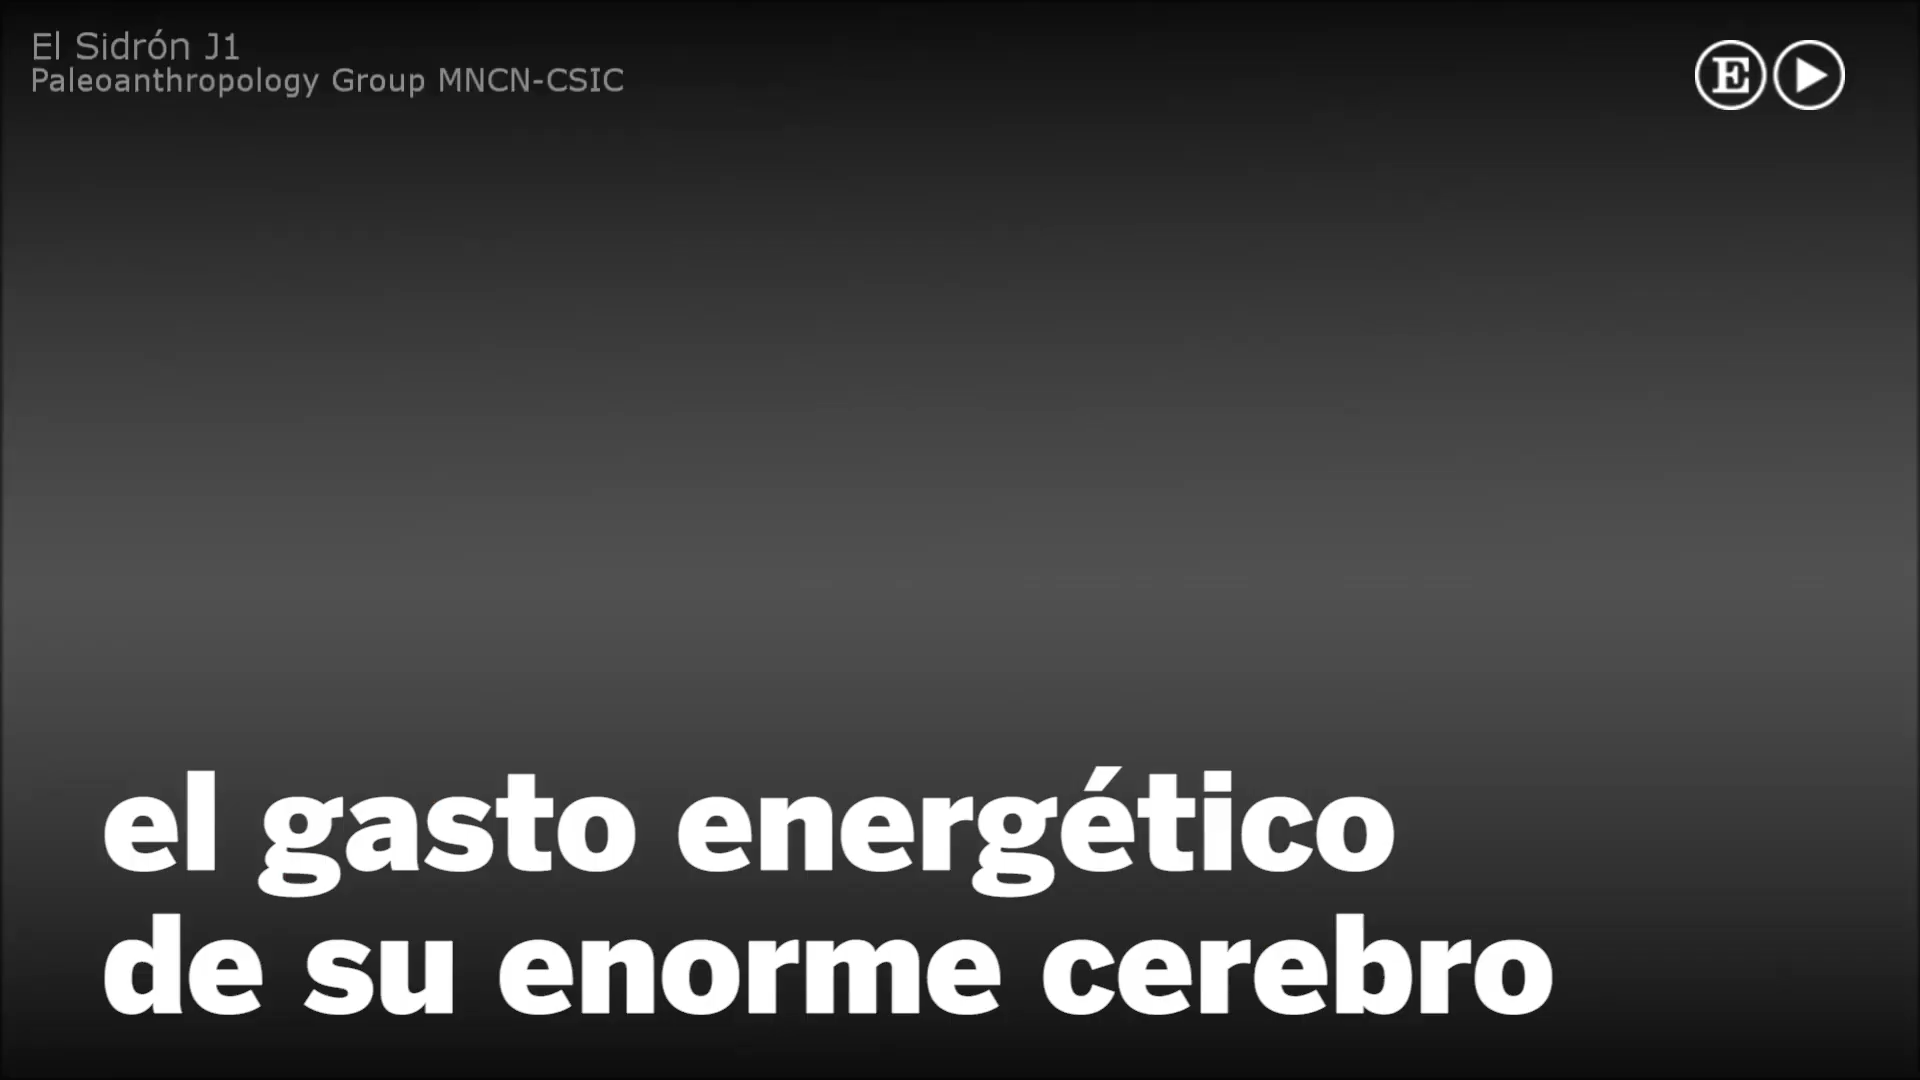 El Sidrón J1
Paleoanthropology Group MNCN-CSIC
E
el gasto energético
de su enorme cerebro